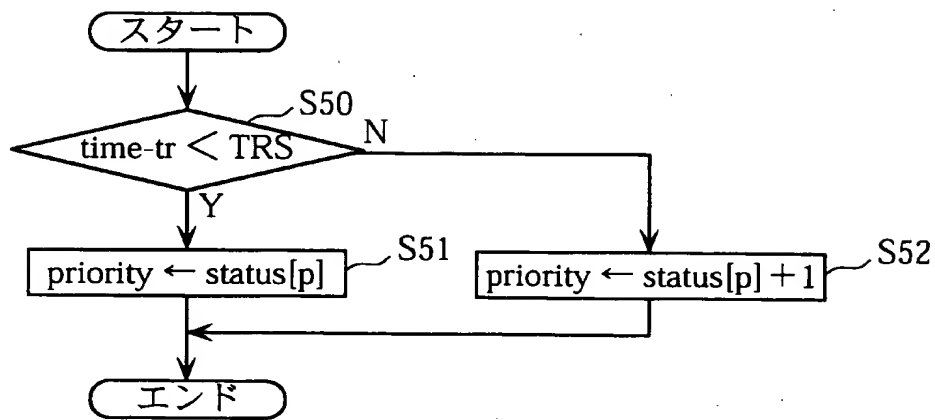 スタート
S50
time-tr < TRS
N
Y
S51
priority ← status[p]
S52
priority ← status[p] + 1
エンド